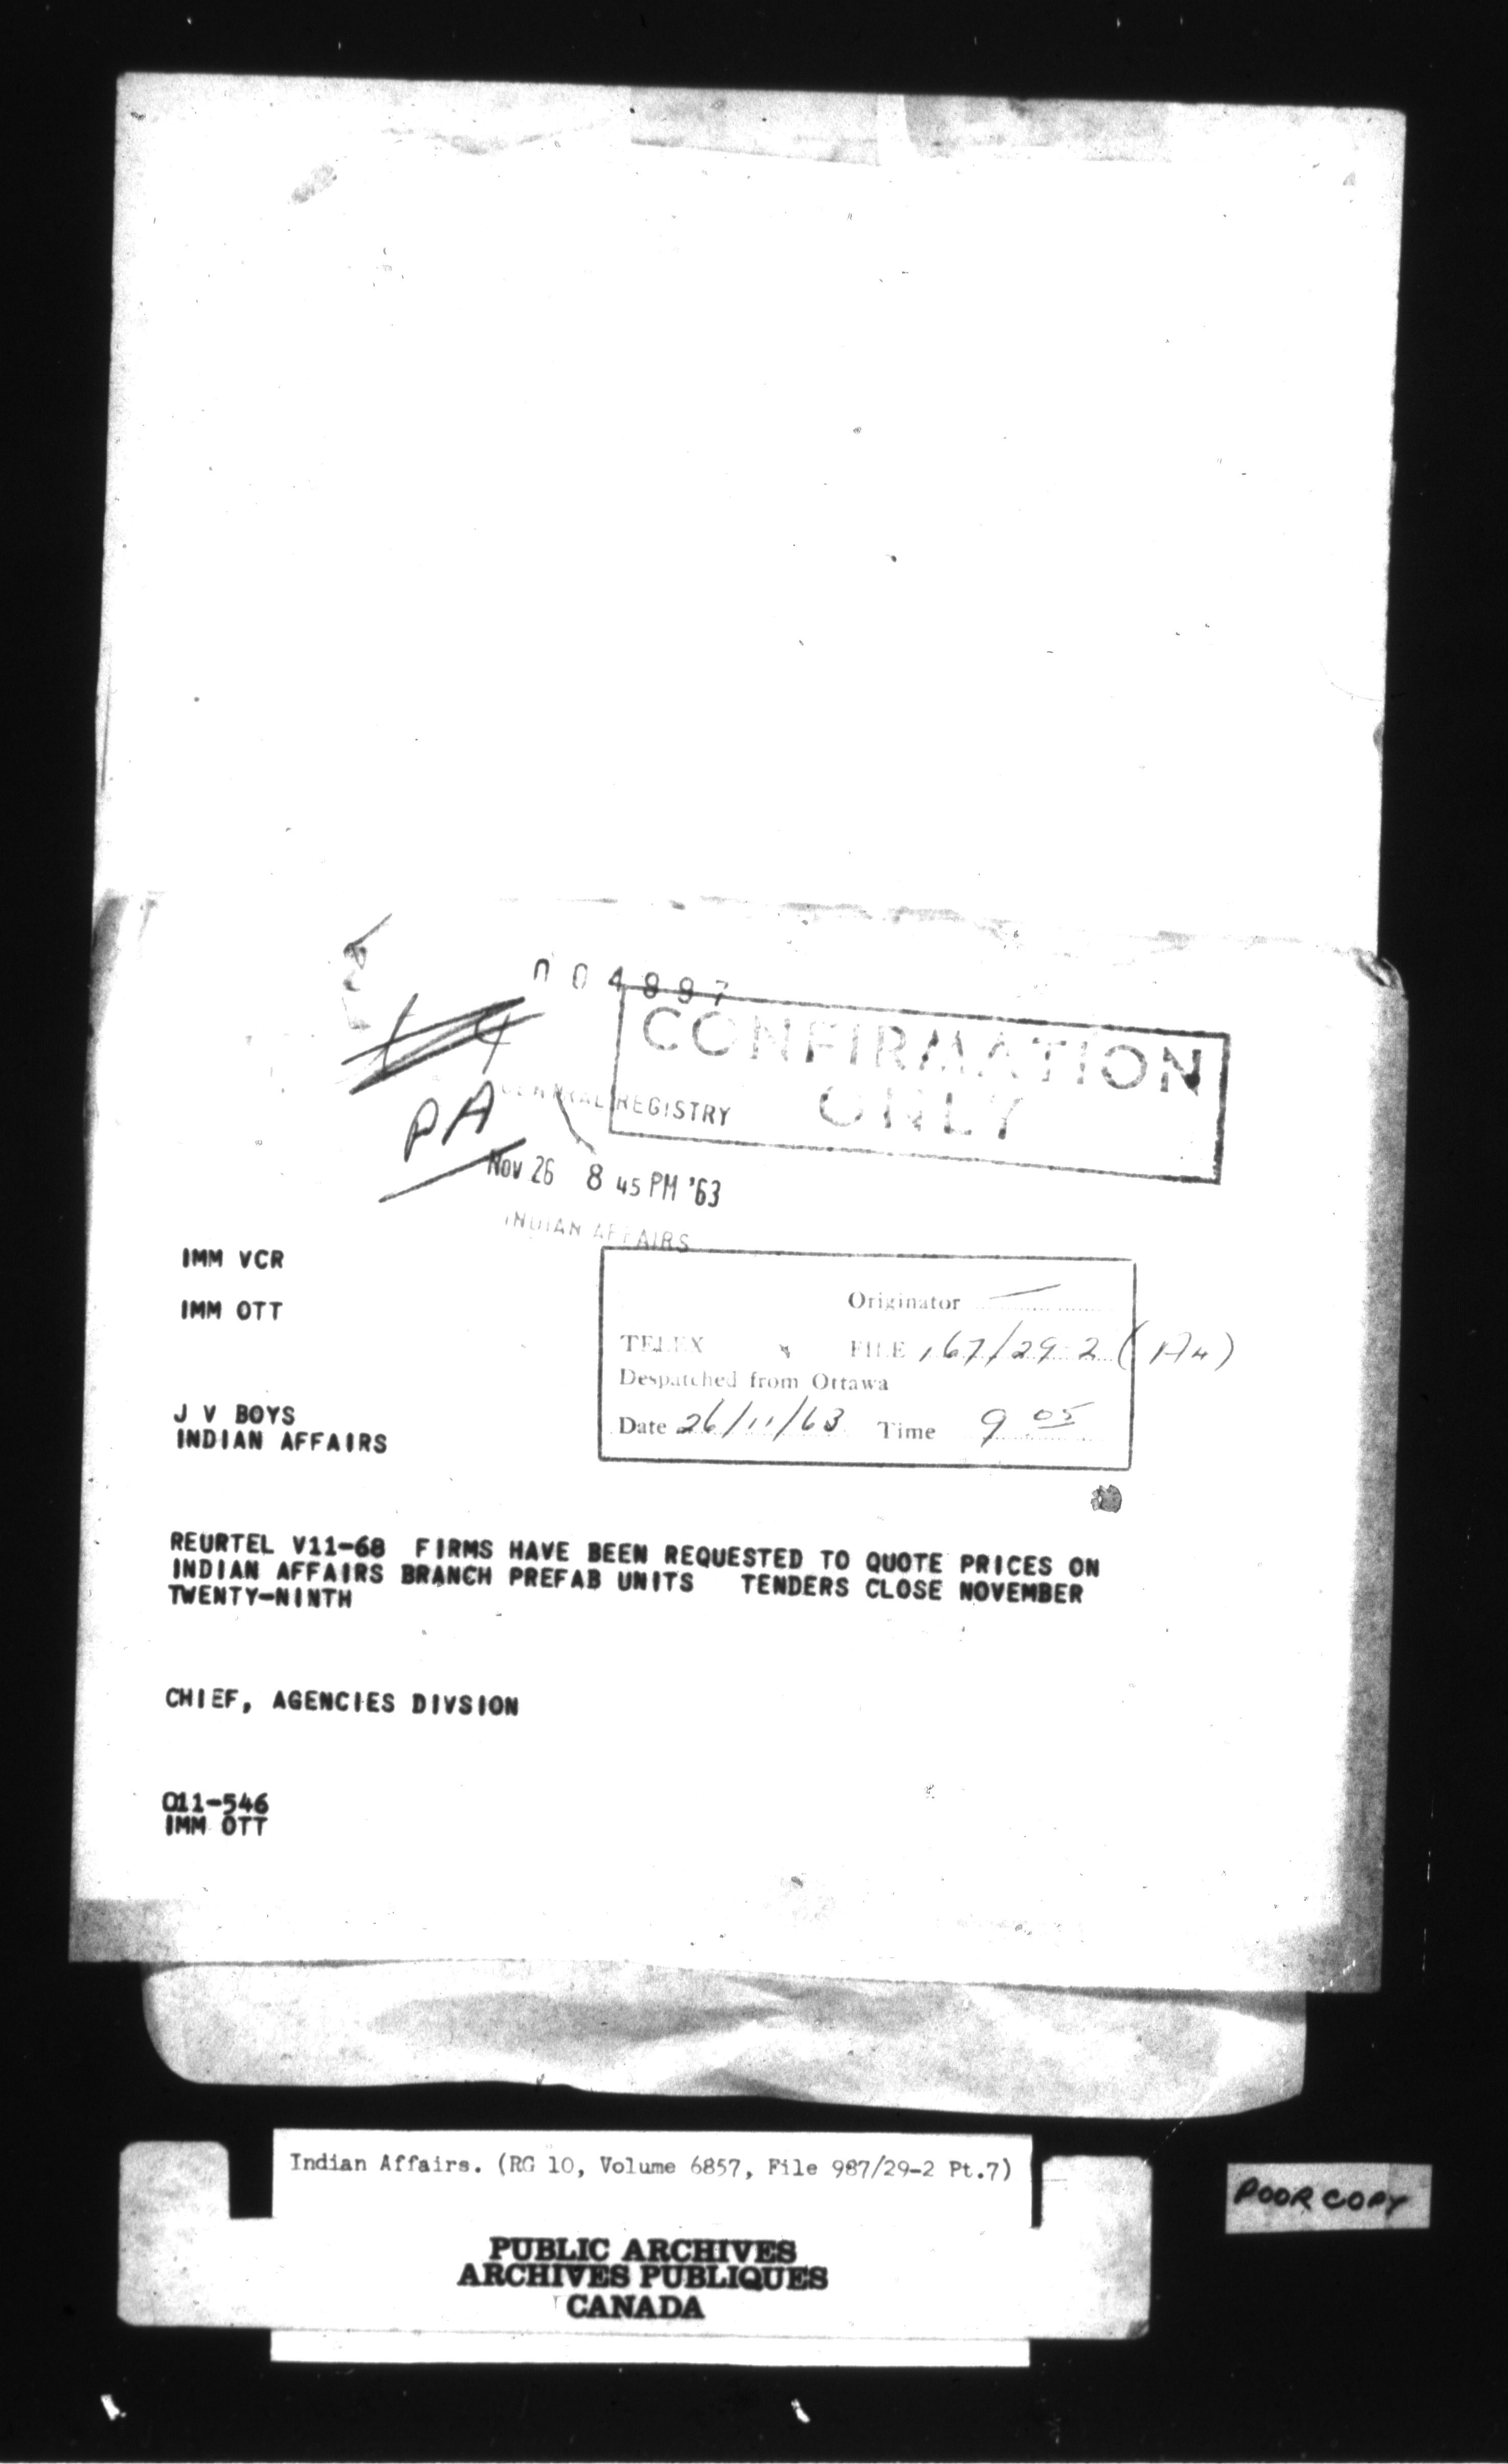 004897
CONFIRMATION
ONLY
PA
CENTRAL REGISTRY
Nov 26 8 45 PM '63
INDIAN AFFAIRS
IMM VCR
IMM OTT
Originator
TELEX FILE 167/29-2 (
Despatched from Ottawa
Date 26/11/63 Time 9 05
J V BOYS
INDIAN AFFAIRS
REURTEL V11-68 FIRMS HAVE BEEN REQUESTED TO QUOTE PRICES ON
INDIAN AFFAIRS BRANCH PREFAB UNITS TENDERS CLOSE NOVEMBER
TWENTY-NINTH
CHIEF, AGENCIES DIVSION
O11-546
IMM OTT
Indian Affairs. (RG 10, Volume 6857, File 987/29-2 Pt.7)
POOR COPY
PUBLIC ARCHIVES
ARCHIVES PUBLIQUES
CANADA